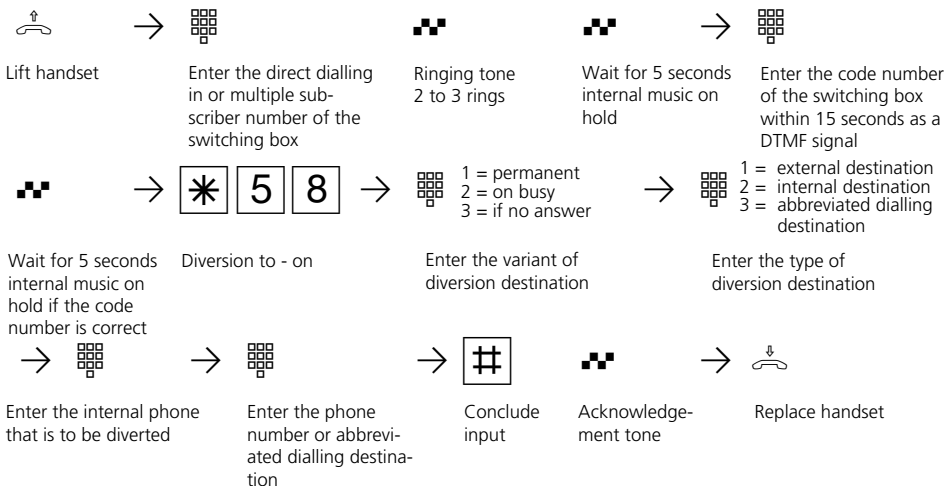 Lift handset
Enter the direct dialling
in or multiple sub-
scriber number of the
switching box
Ringing tone
2 to 3 rings
Wait for 5 seconds
internal music on
hold
Enter the code number
of the switching box
within 15 seconds as a
DTMF signal
* 5 8
1 = permanent
2 = on busy
3 = if no answer
1 = external destination
2 = internal destination
3 = abbreviated dialling
destination
Wait for 5 seconds
internal music on
hold if the code
number is correct
Diversion to - on
Enter the variant of
diversion destination
Enter the type of
diversion destination
#
Enter the internal phone
that is to be diverted
Enter the phone
number or abbrevi-
ated dialling destina-
tion
Conclude
input
Acknowledge-
ment tone
Replace handset